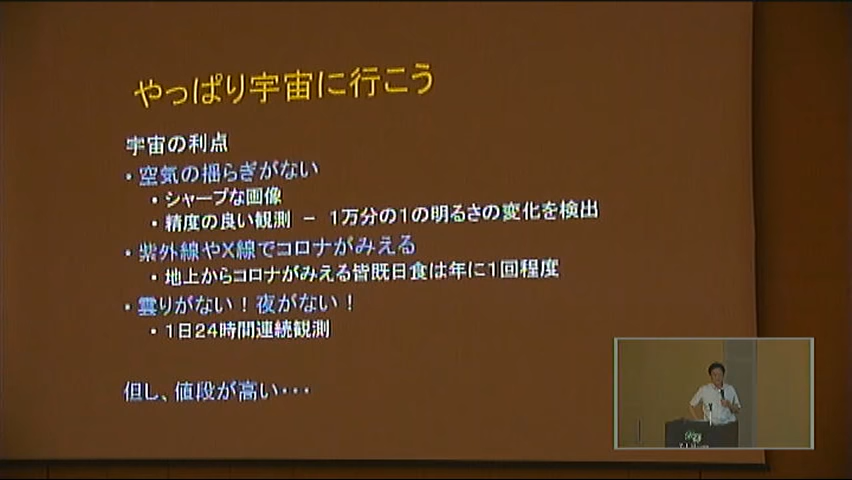 やっぱり宇宙に行こう
宇宙の利点
・空気の揺らぎがない
・シャープな画像
・精度の良い観測 － 1万分の1の明るさの変化を検出
・紫外線やX線でコロナがみえる
・地上からコロナがみえる皆既日食は年に1回程度
・雲りがない！夜がない！
・1日24時間連続観測
但し、値段が高い・・・